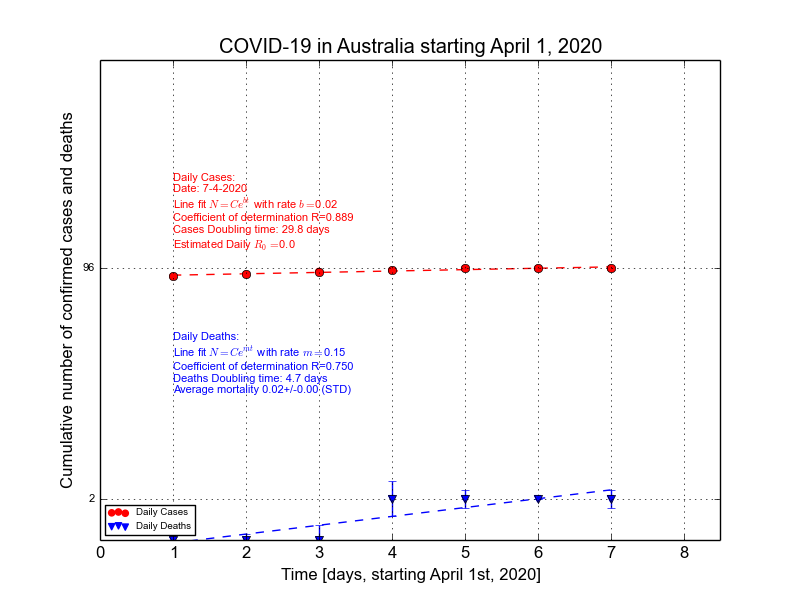 COVID-19 in Australia starting April 1, 2020
Cumulative number of confirmed cases and deaths
Daily Cases:
Date: 7-4-2020
Line fit N=Ce^{bt} with rate b=0.02
Coefficient of determination R=0.889
Cases Doubling time: 29.8 days
Estimated Daily R_0=0.0
96
Daily Deaths:
Line fit N=Ce^{mt} with rate m=0.15
Coefficient of determination R=0.750
Deaths Doubling time: 4.7 days
Average mortality 0.02+/-0.00 (STD)
2
Daily Cases
Daily Deaths
0 1 2 3 4 5 6 7 8
Time [days, starting April 1st, 2020]